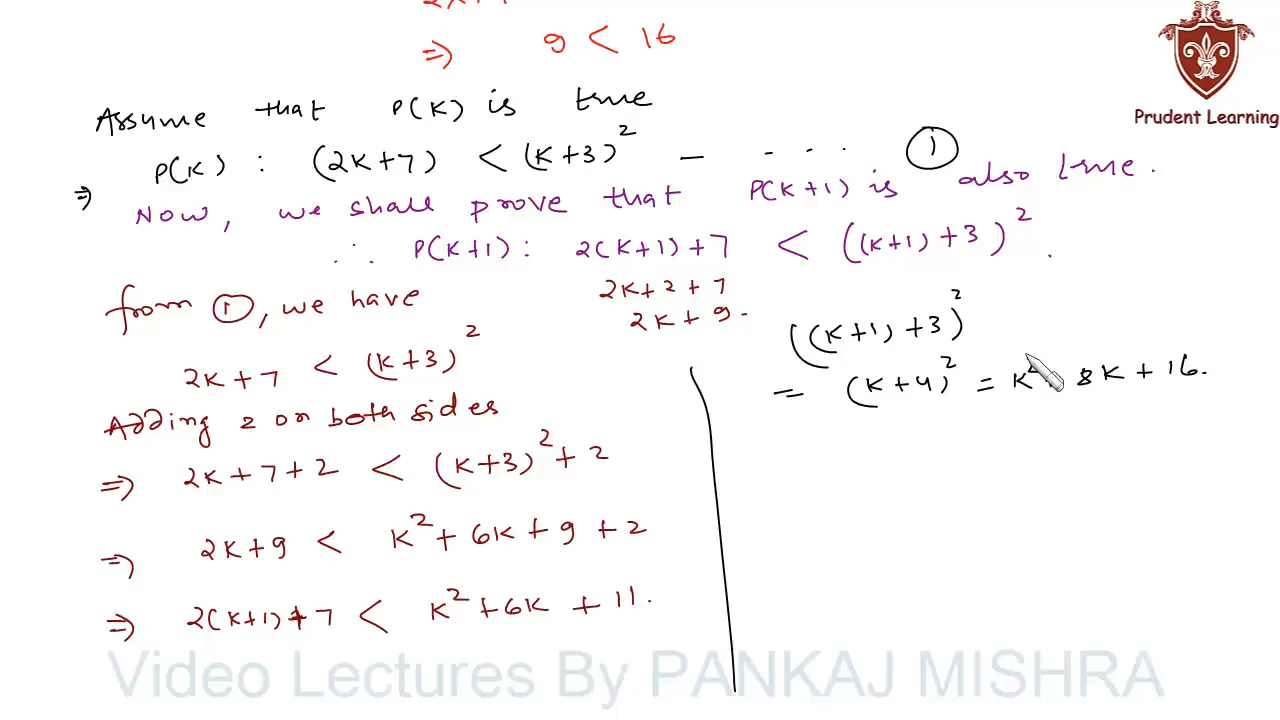 ⇒ 9 < 16
Prudent Learning
Assume that P(K) is true
⇒ P(K) : (2K+7) < (K+3)² - - - - ①
Now, we shall prove that P(K+1) is also true.
∴ P(K+1) : 2(K+1)+7 < ((K+1)+3)².
2K+2+7
2K+9.
from ①, we have
2K+7 < (K+3)²
Adding 2 on both sides
⇒ 2K+7+2 < (K+3)²+2
⇒ 2K+9 < K²+6K+9+2
⇒ 2(K+1)+7 < K²+6K+11.
((K+1)+3)²
= (K+4)² = K² 8K+16.
Video Lectures By PANKAJ MISHRA